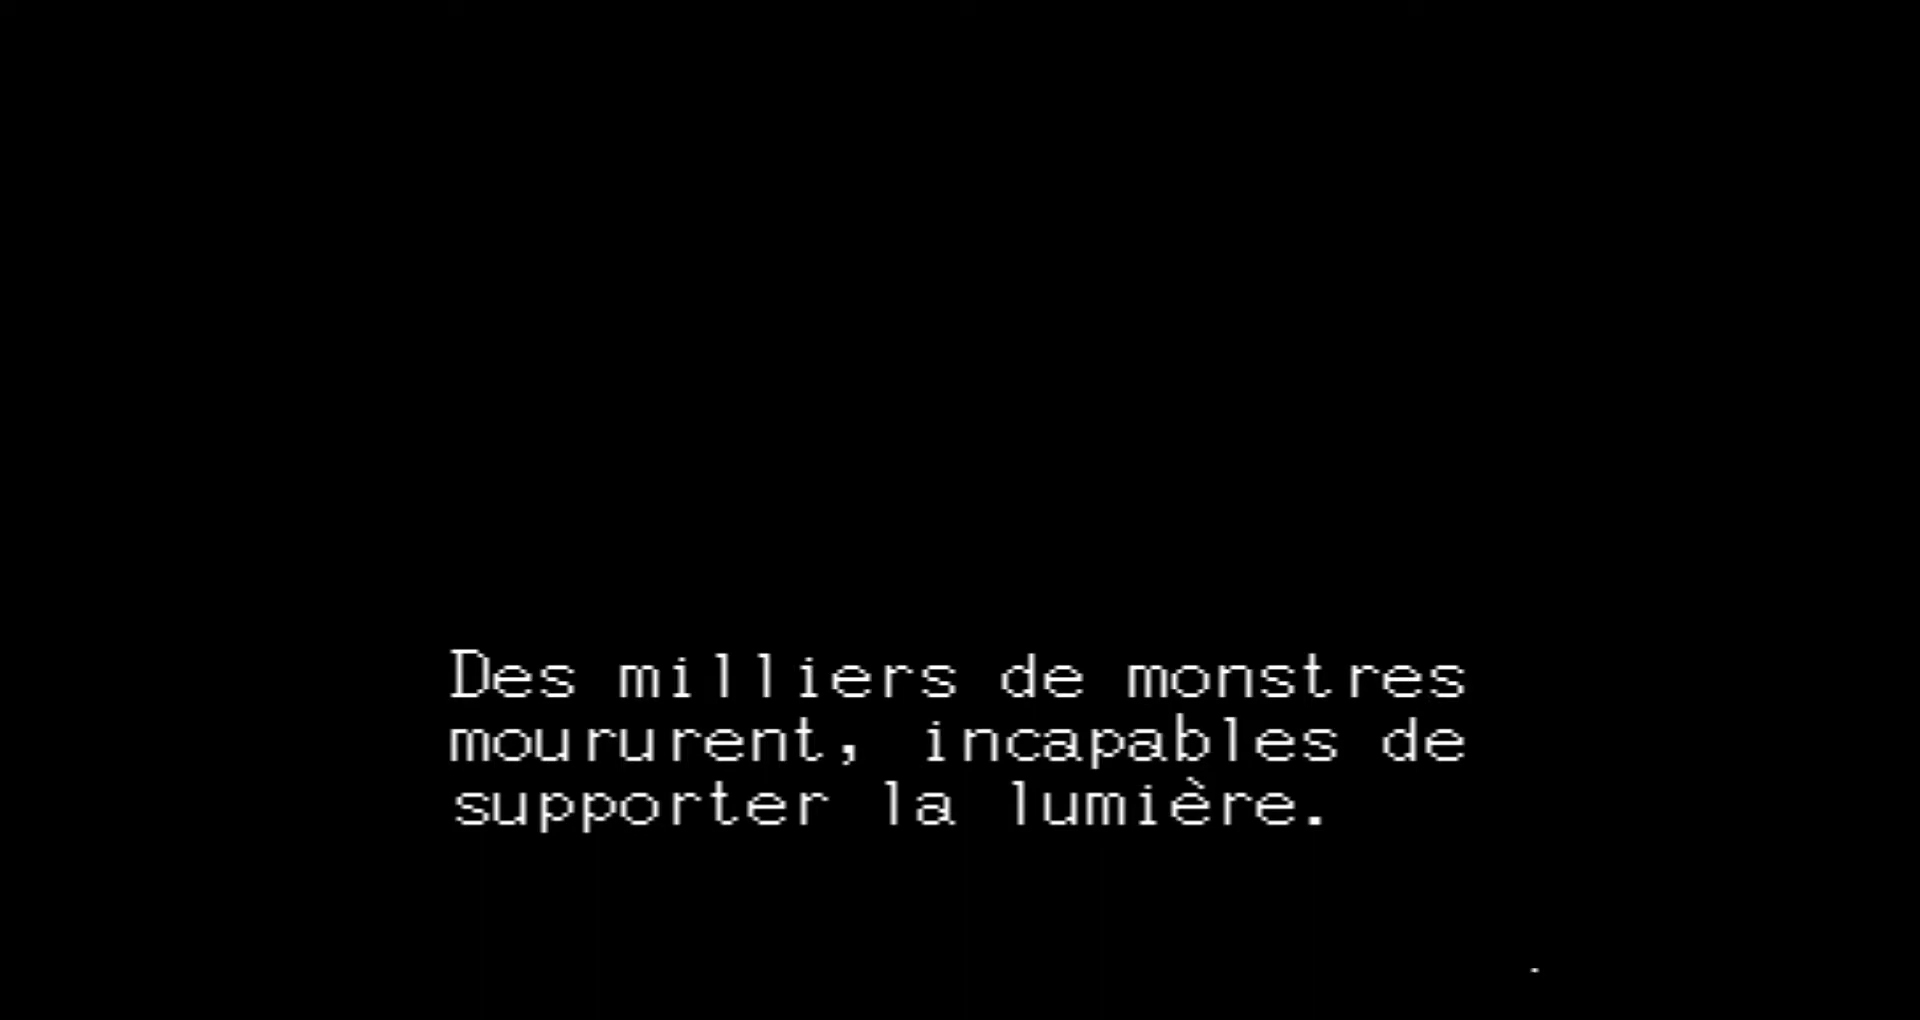 Des milliers de monstres
moururent, incapables de
supporter la lumière.